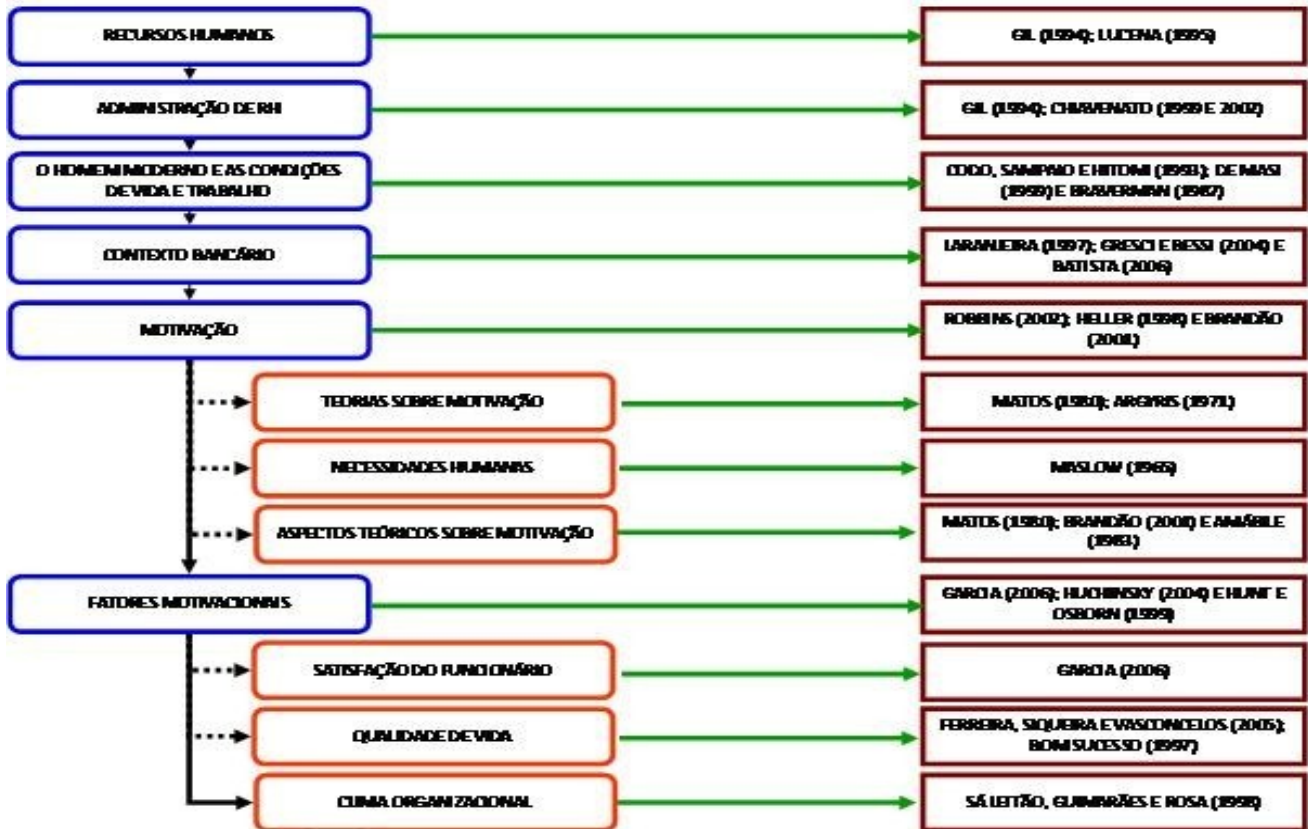 RECURSOS HUMANOS
GIL (1994); LUCENA (1995)
ADMINISTRAÇÃO DE RH
GIL (1994); CHIAVENATO (1999 E 2002)
O HOMEM MODERNO E AS CONDIÇÕES
DE VIDA E TRABALHO
CODO, SAMPAIO E HITOMI (1993); DE MASI
(1999) E BRAVERMAN (1987)
CONTEXTO BANCÁRIO
LARANJEIRA (1997); GRISCI E BESSI (2004) E
BATISTA (2006)
MOTIVAÇÃO
ROBBINS (2002); HELLER (1998) E BRANDÃO
TEORIAS SOBRE MOTIVAÇÃO
MATOS (1980); ARGYRIS (1971)
NECESSIDADES HUMANAS
MASLOW (1965)
ASPECTOS TEÓRICOS SOBRE MOTIVAÇÃO
MATOS (1980); BRANDÃO E AMÁBILE
(1983)
FATORES MOTIVACIONAIS
GARCIA (2006); HUCHINSKY (2004) E HUNT E
OSBORN (1999)
SATISFAÇÃO DO FUNCIONÁRIO
GARCIA (2006)
QUALIDADE DE VIDA
FERREIRA, SIQUEIRA E VASCONCELOS (2005);
BOM SUCESSO (1997)
CLIMA ORGANIZACIONAL
SÁ LEITÃO, GUIMARÃES E ROSA (1998)